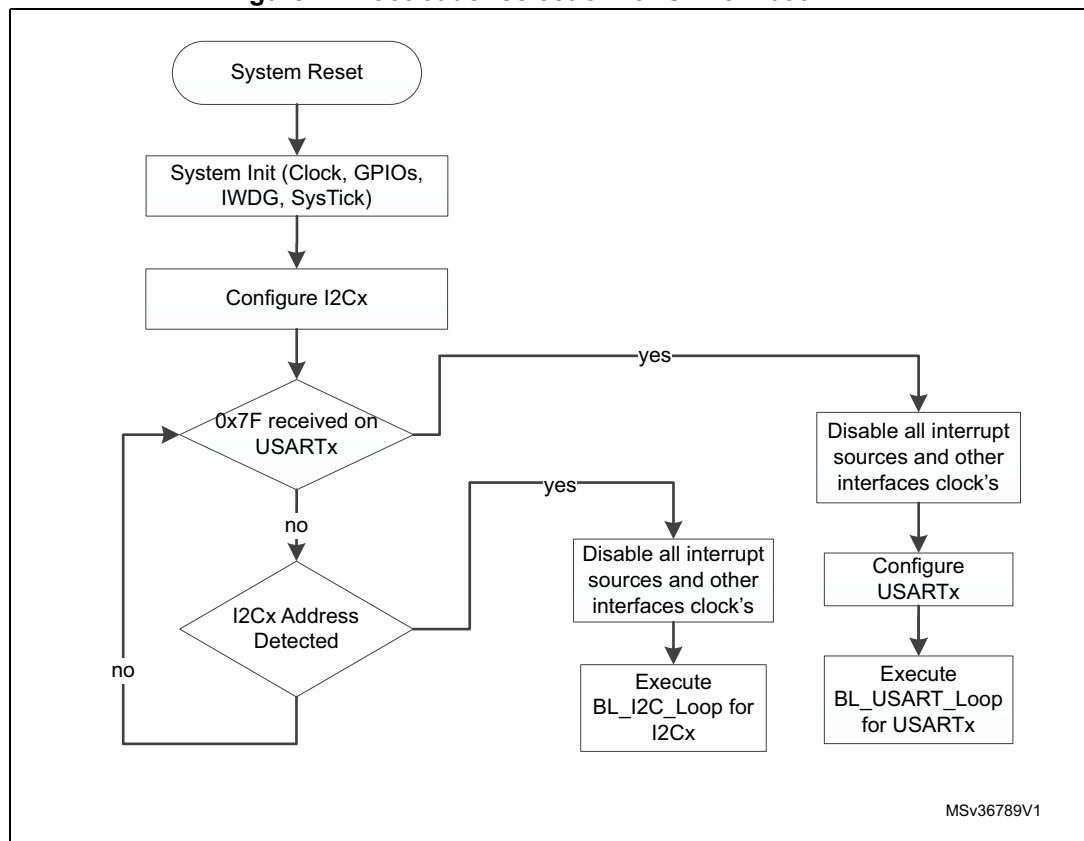 System Reset
System Init (Clock, GPIOs,
IWDG, SysTick)
Configure I2Cx
yes
0x7F received on
USARTx
Disable all interrupt
sources and other
interfaces clock's
yes
no
Disable all interrupt
sources and other
interfaces clock's
Configure
USARTx
I2Cx Address
Detected
no
Execute
BL_I2C_Loop for
I2Cx
Execute
BL_USART_Loop
for USARTx
MSv36789V1